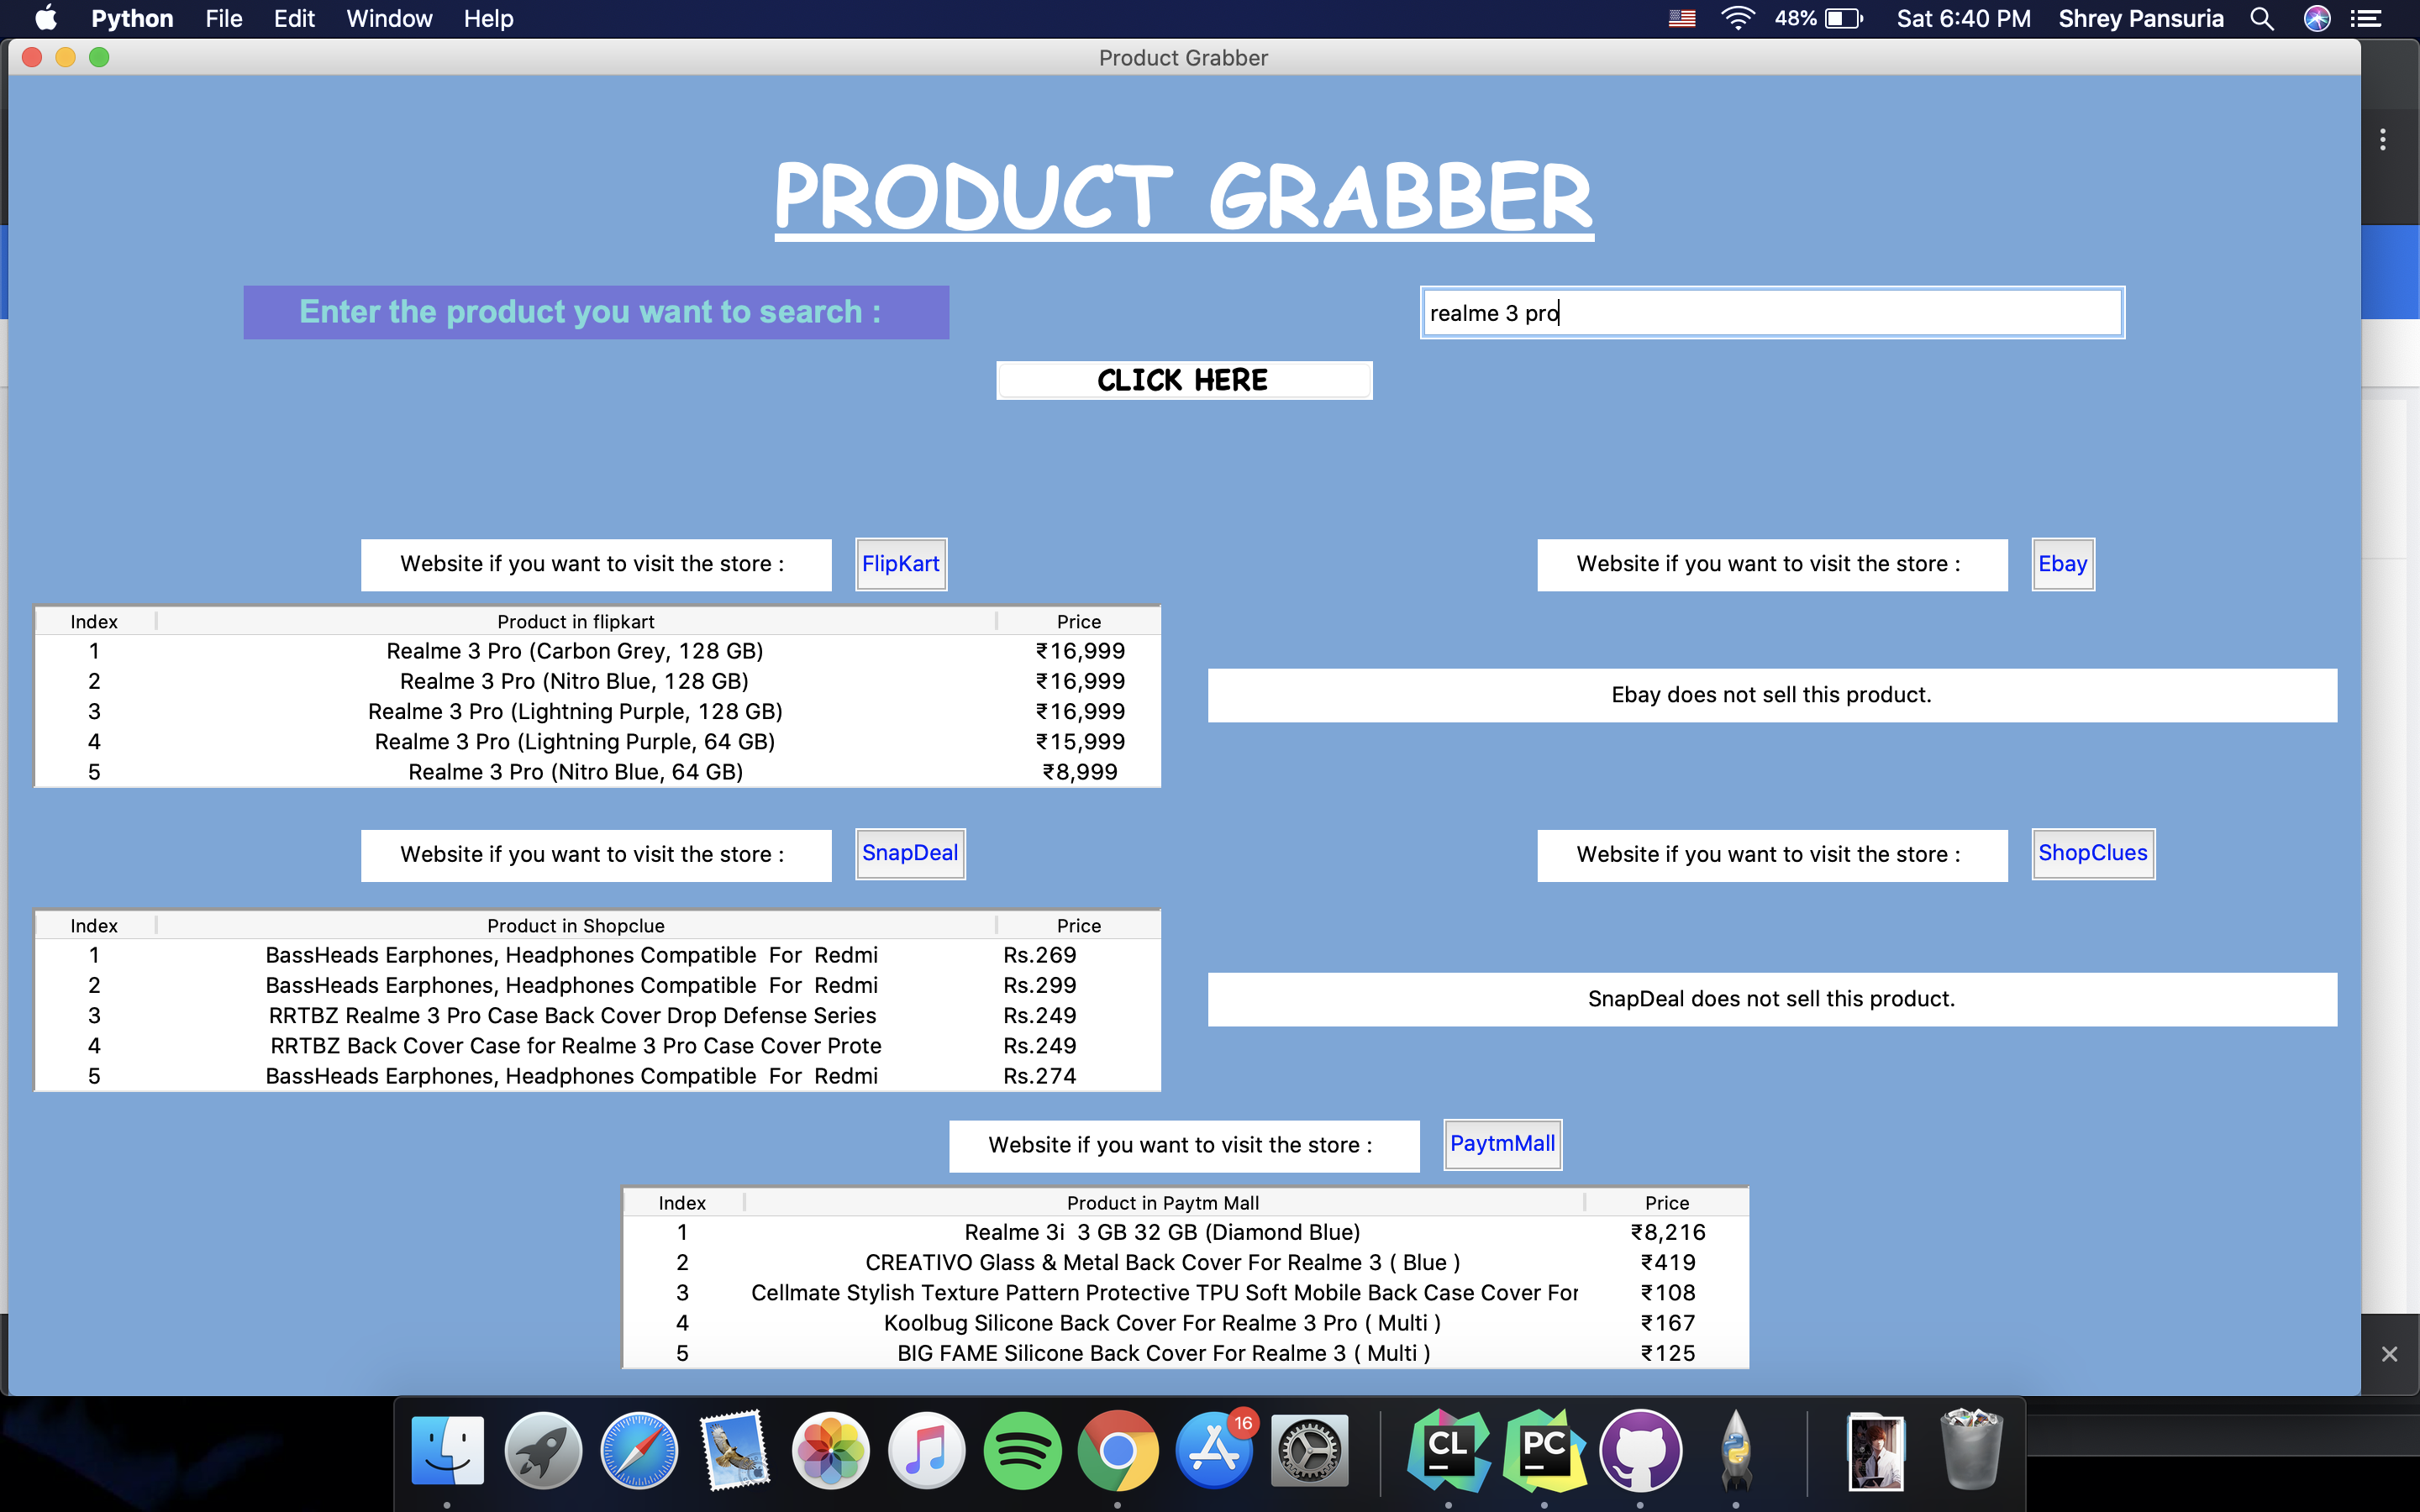 Python File Edit Window Help 48% Sat 6:40 PM Shrey Pansuria
Product Grabber
PRODUCT GRABBER
Enter the product you want to search :
realme 3 pro
CLICK HERE
Website if you want to visit the store : FlipKart
Website if you want to visit the store : Ebay
Index Product in flipkart Price
1 Realme 3 Pro (Carbon Grey, 128 GB) ₹16,999
2 Realme 3 Pro (Nitro Blue, 128 GB) ₹16,999
3 Realme 3 Pro (Lightning Purple, 128 GB) ₹16,999
4 Realme 3 Pro (Lightning Purple, 64 GB) ₹15,999
5 Realme 3 Pro (Nitro Blue, 64 GB) ₹8,999
Ebay does not sell this product.
Website if you want to visit the store : SnapDeal
Website if you want to visit the store : ShopClues
Index Product in Shopclue Price
1 BassHeads Earphones, Headphones Compatible  For  Redmi Rs.269
2 BassHeads Earphones, Headphones Compatible  For  Redmi Rs.299
3 RRTBZ Realme 3 Pro Case Back Cover Drop Defense Series Rs.249
4 RRTBZ Back Cover Case for Realme 3 Pro Case Cover Prote Rs.249
5 BassHeads Earphones, Headphones Compatible  For  Redmi Rs.274
SnapDeal does not sell this product.
Website if you want to visit the store : PaytmMall
Index Product in Paytm Mall Price
1 Realme 3i  3 GB 32 GB (Diamond Blue) ₹8,216
2 CREATIVO Glass & Metal Back Cover For Realme 3 ( Blue ) ₹419
3 Cellmate Stylish Texture Pattern Protective TPU Soft Mobile Back Case Cover For ₹108
4 Koolbug Silicone Back Cover For Realme 3 Pro ( Multi ) ₹167
5 BIG FAME Silicone Back Cover For Realme 3 ( Multi ) ₹125
16
CL
PC